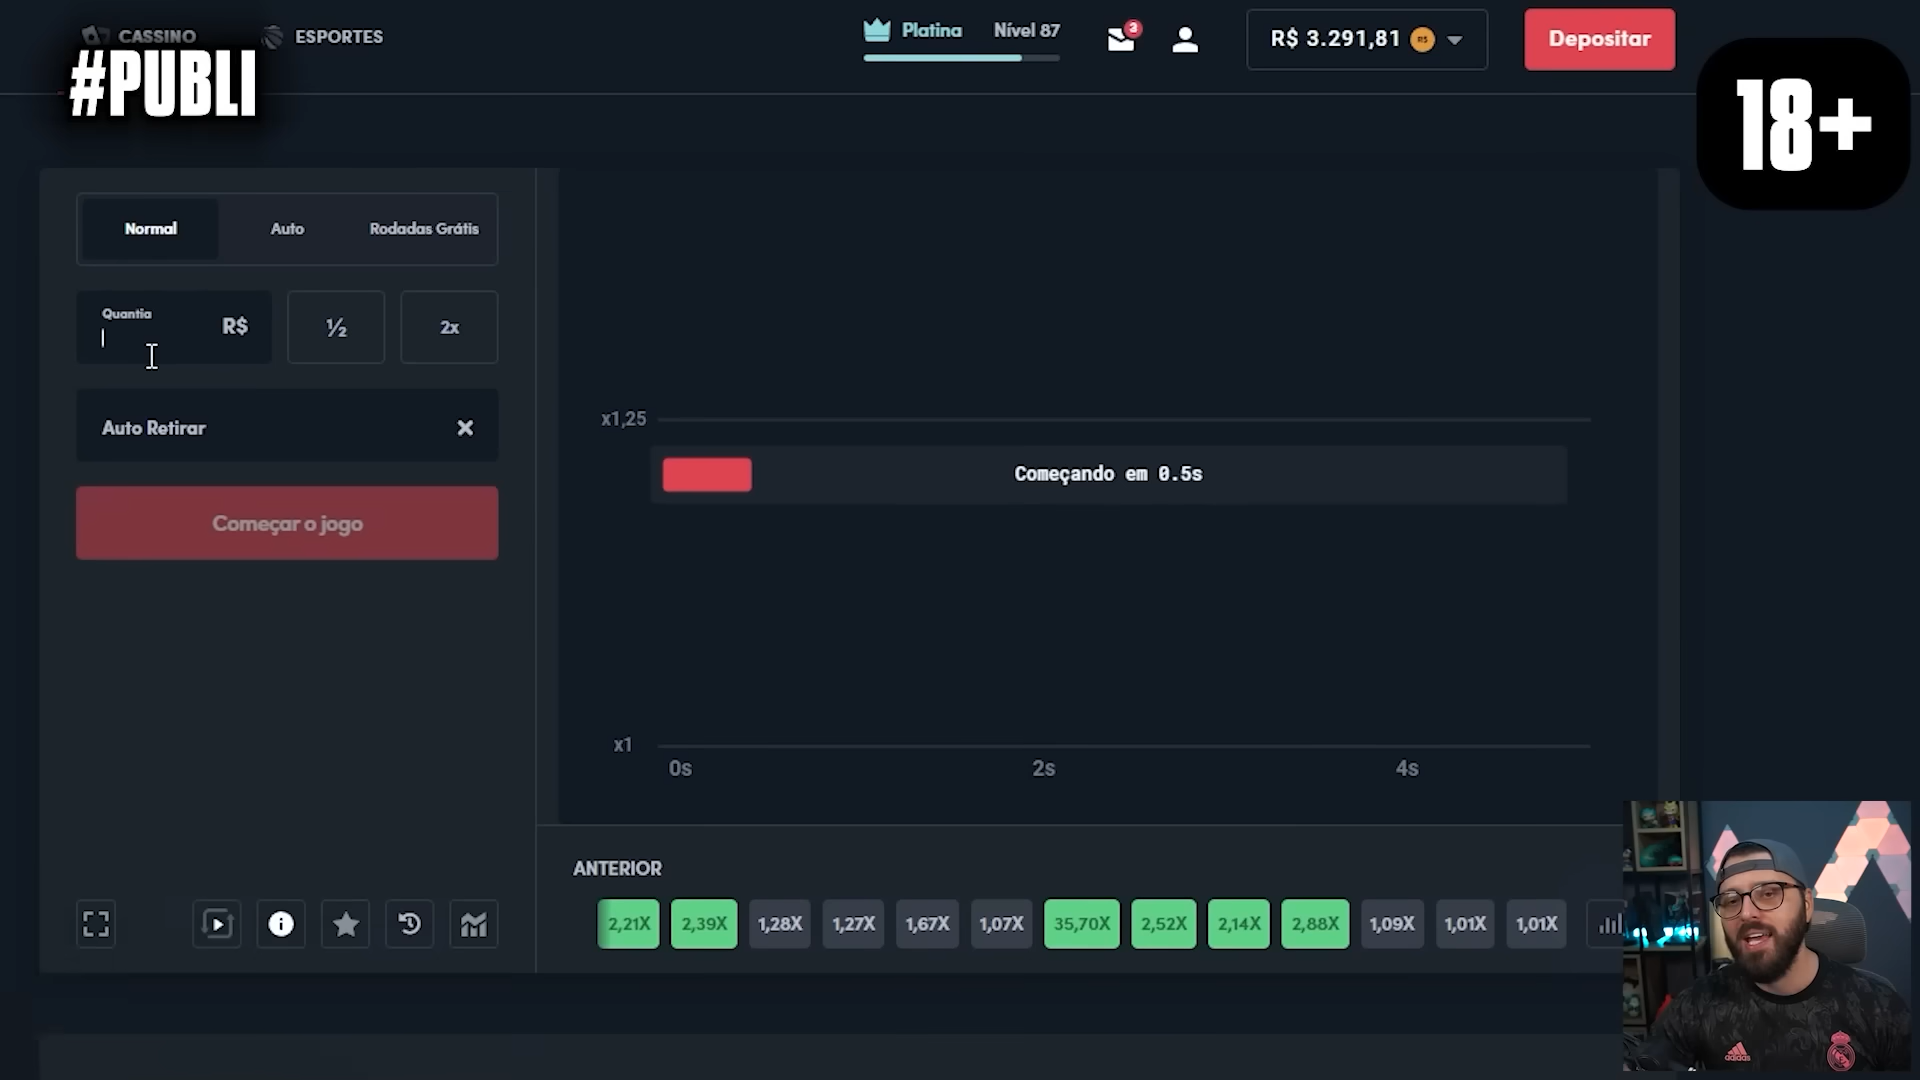 CASSINO
ESPORTES
Platina
Nível 87
3
R$ 3.291,81
R$
Depositar
#PUBLI
18+
Normal
Auto
Rodadas Grátis
Quantia
R$
½
2x
Auto Retirar
Começar o jogo
x1,25
Começando em 0.5s
x1
0s
2s
4s
ANTERIOR
2,21X
2,39X
1,28X
1,27X
1,67X
1,07X
35,70X
2,52X
2,14X
2,88X
1,09X
1,01X
1,01X